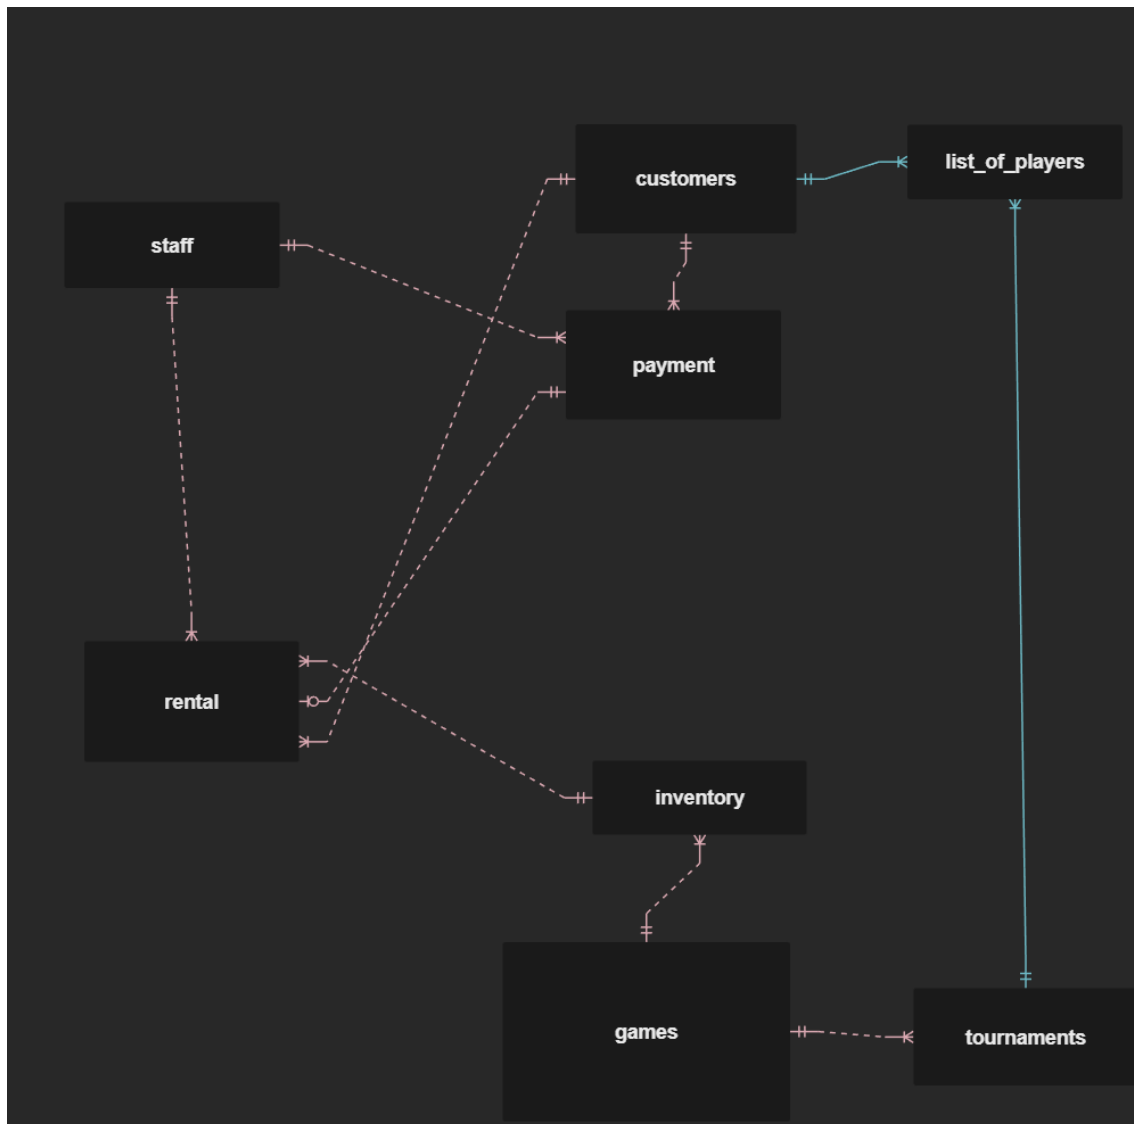 customers
list_of_players
staff
payment
rental
inventory
games
tournaments